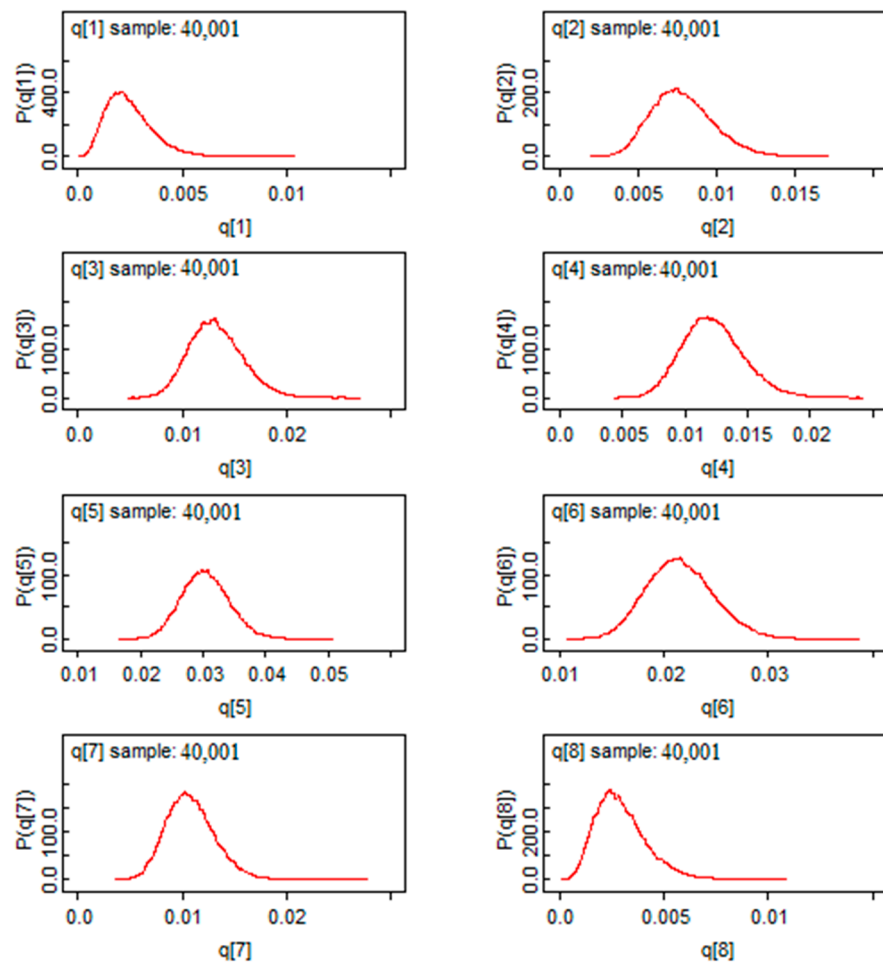 q[1] sample: 40,001
P(q[1])
0.0 400.0
0.0 0.005 0.01
q[1]
q[2] sample: 40,001
P(q[2])
0.0 200.0
0.0 0.005 0.01 0.015
q[2]
q[3] sample: 40,001
P(q[3])
0.0 100.0
0.0 0.01 0.02
q[3]
q[4] sample: 40,001
P(q[4])
0.0 100.0
0.0 0.005 0.01 0.015 0.02
q[4]
q[5] sample: 40,001
P(q[5])
0.0 100.0
0.01 0.02 0.03 0.04 0.05
q[5]
q[6] sample: 40,001
P(q[6])
0.0 100.0
0.01 0.02 0.03
q[6]
q[7] sample: 40,001
P(q[7])
0.0 100.0
0.0 0.01 0.02
q[7]
q[8] sample: 40,001
P(q[8])
0.0 200.0
0.0 0.005 0.01
q[8]